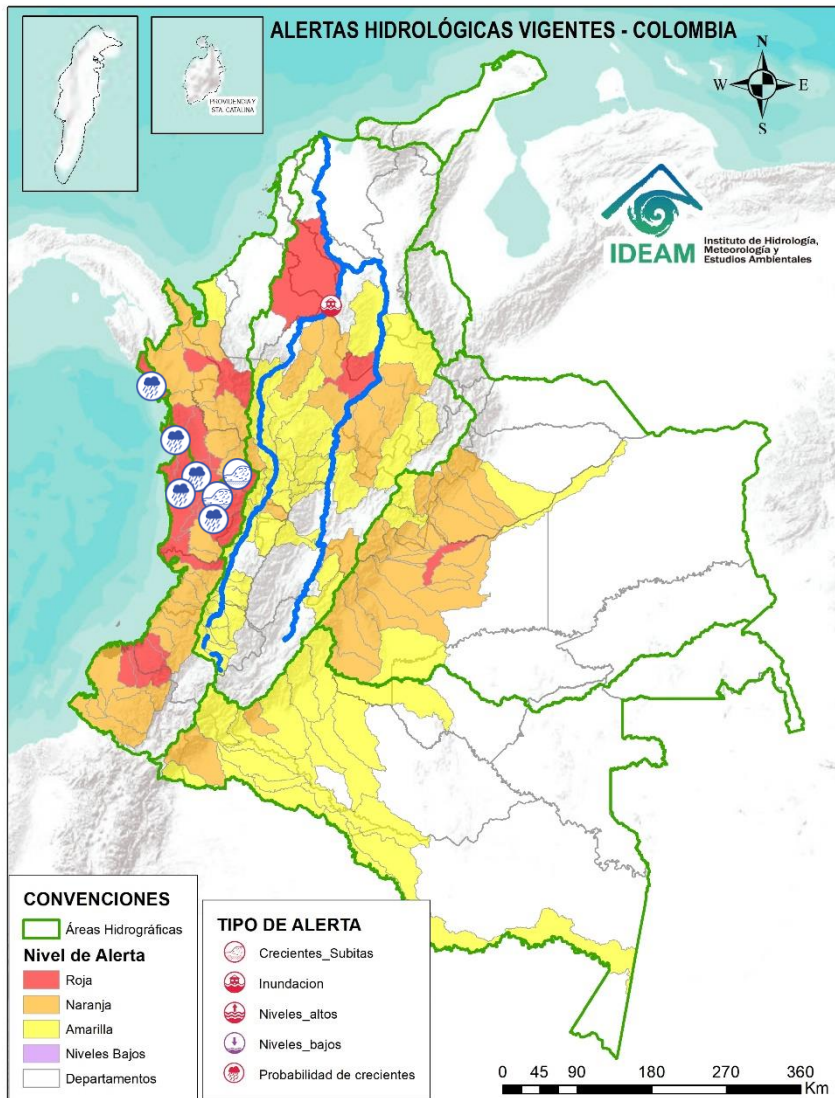 ALERTAS HIDROLÓGICAS VIGENTES - COLOMBIA
PROVIDENCIA Y
STA. CATALINA
N
W
E
S
IDEAM
Instituto de Hidrología,
Meteorología y
Estudios Ambientales
CONVENCIONES
Áreas Hidrográficas
Nivel de Alerta
Roja
Naranja
Amarilla
Niveles Bajos
Departamentos
TIPO DE ALERTA
Crecientes_Subitas
Inundacion
Niveles_altos
Niveles_bajos
Probabilidad de crecientes
0 45 90 180 270 360
Km